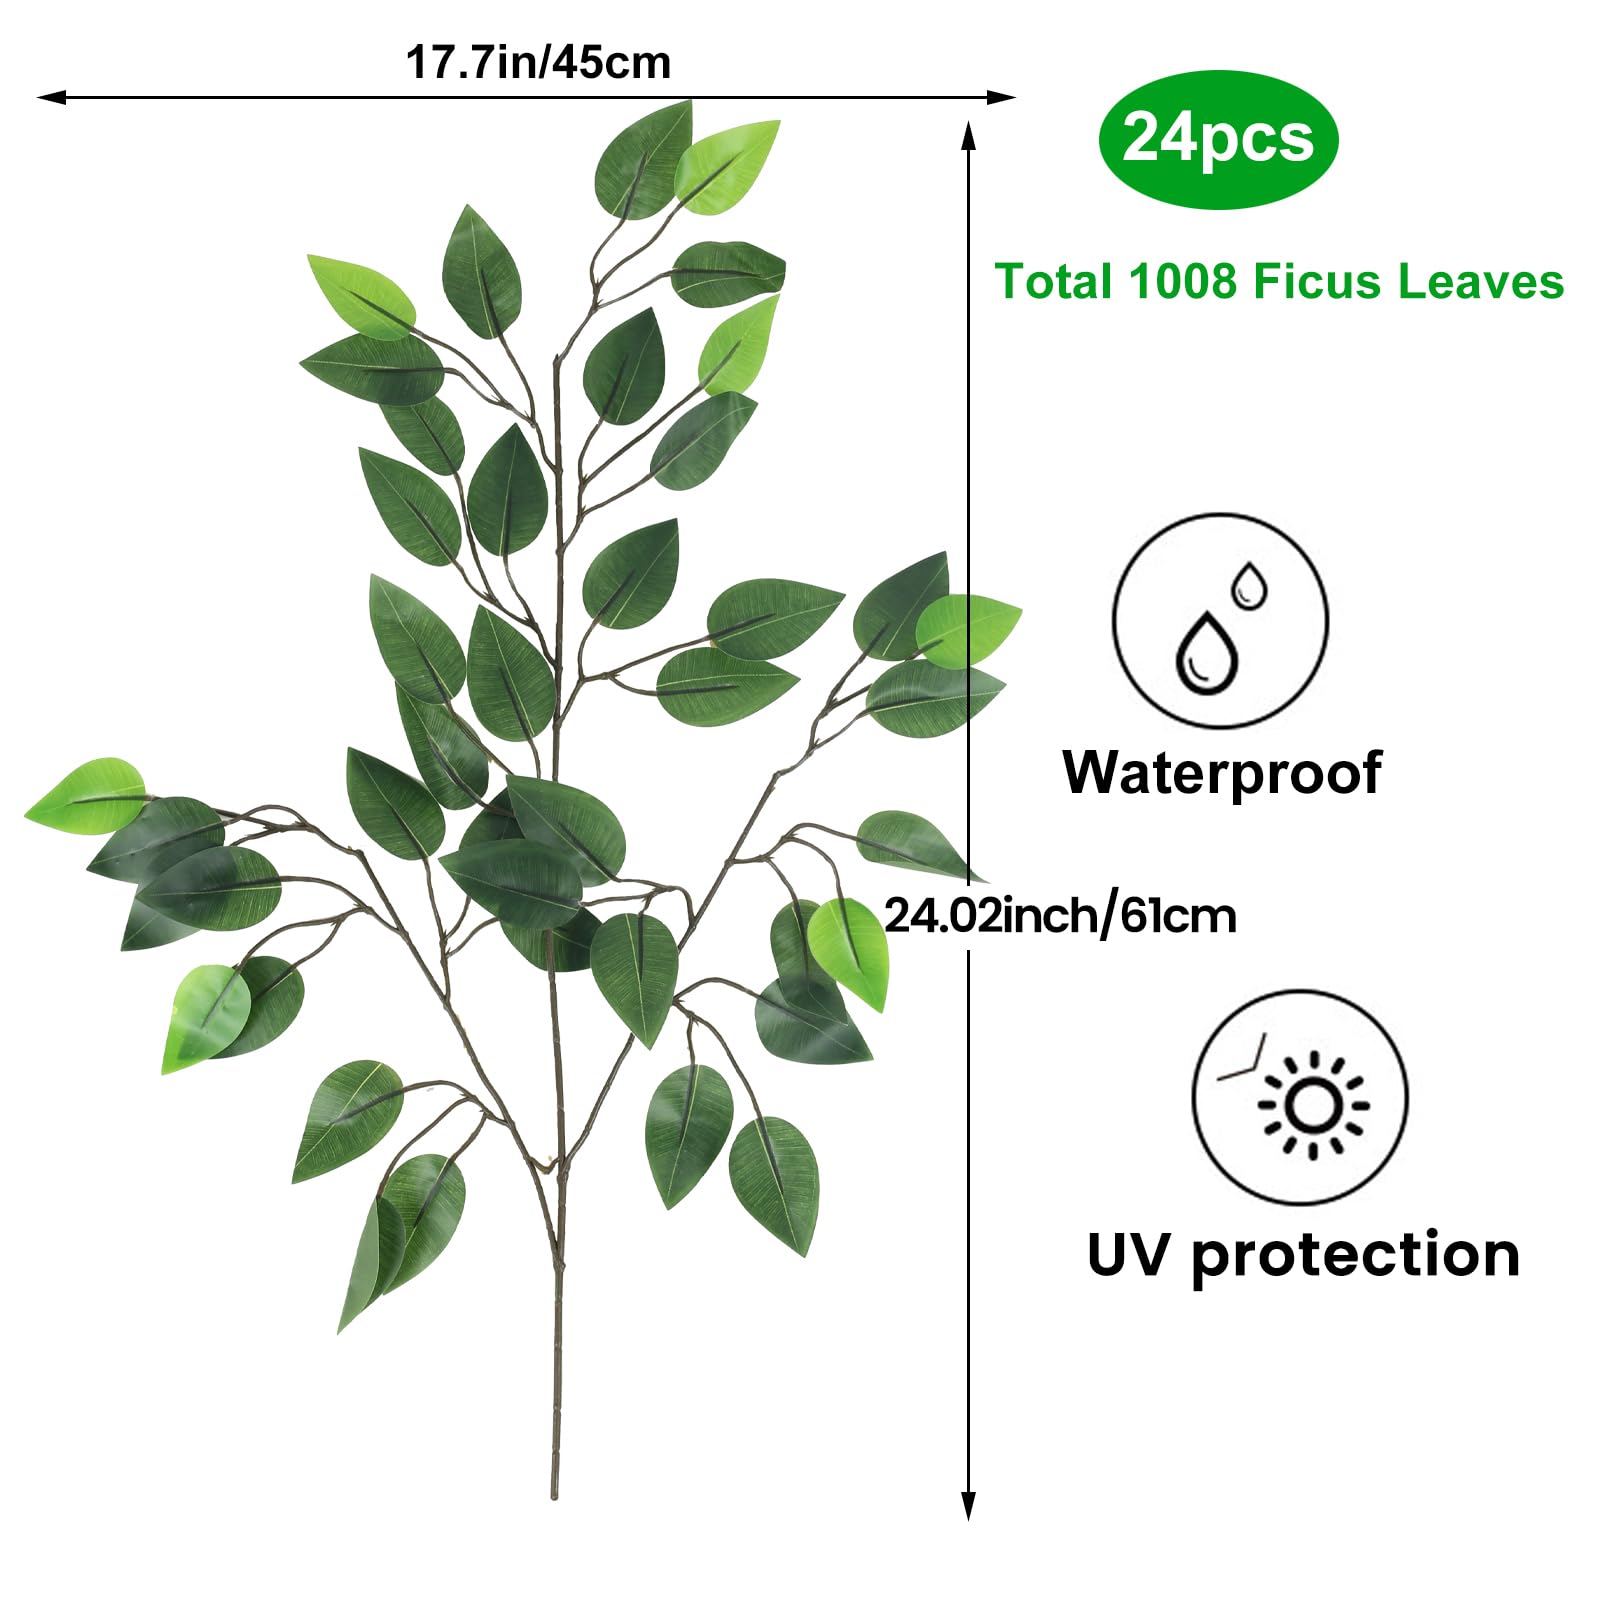 17.7in/45cm
24pcs
Total 1008 Ficus Leaves
Waterproof
24.02inch/61cm
UV protection